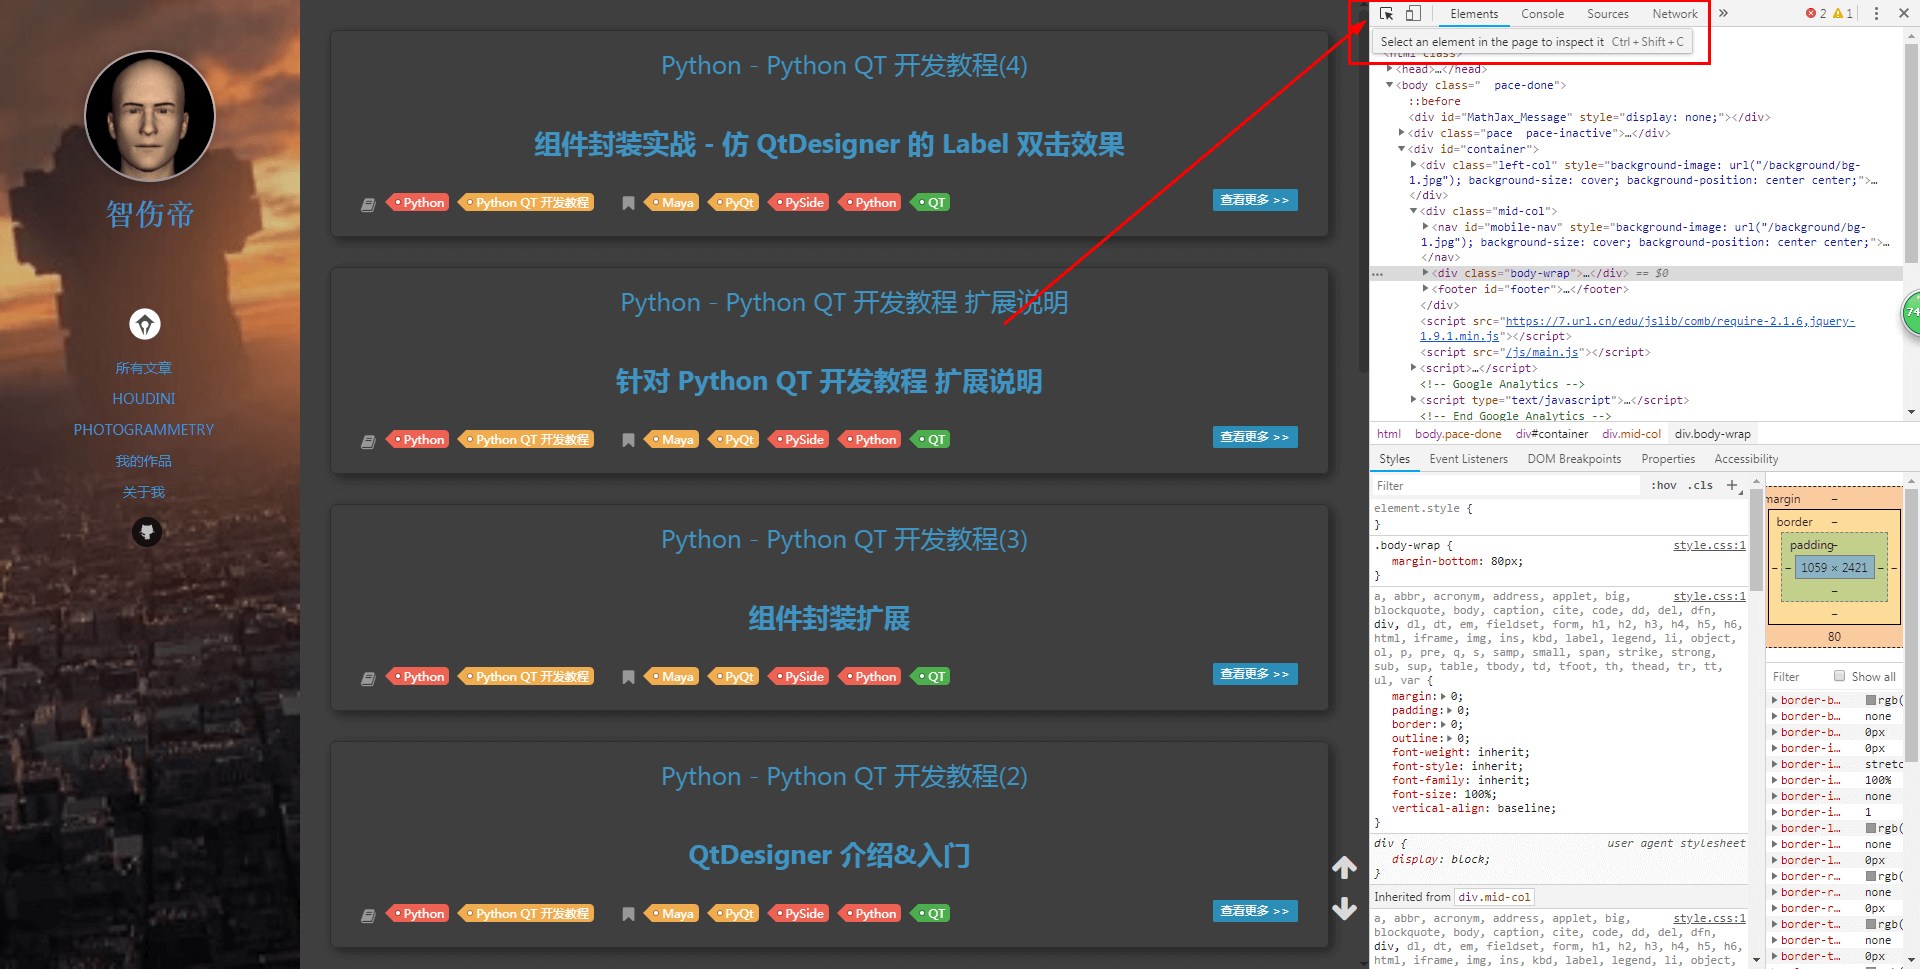 智伤帝
所有文章
HOUDINI
PHOTOGRAMMETRY
我的作品
关于我
Python - Python QT 开发教程(4)
组件封装实战 - 仿 QtDesigner 的 Label 双击效果
Python Python QT 开发教程 Maya PyQt PySide Python QT 查看更多 >>
Python - Python QT 开发教程 扩展说明
针对 Python QT 开发教程 扩展说明
Python Python QT 开发教程 Maya PyQt PySide Python QT 查看更多 >>
Python - Python QT 开发教程(3)
组件封装扩展
Python Python QT 开发教程 Maya PyQt PySide Python QT 查看更多 >>
Python - Python QT 开发教程(2)
QtDesigner 介绍&入门
Python Python QT 开发教程 Maya PyQt PySide Python QT 查看更多 >>
Elements Console Sources Network » 2 1
Select an element in the page to inspect it Ctrl + Shift + C
<head>…</head>
<body class="  pace-done">
::before
<div id="MathJax_Message" style="display: none;"></div>
<div class="pace  pace-inactive">…</div>
<div id="container">
<div class="left-col" style="background-image: url("/background/bg-
1.jpg"); background-size: cover; background-position: center center;">…
</div>
<div class="mid-col">
<nav id="mobile-nav" style="background-image: url("/background/bg-
1.jpg"); background-size: cover; background-position: center center;">…
</nav>
<div class="body-wrap">…</div> == $0
<footer id="footer">…</footer>
</div>
<script src="https://7.url.cn/edu/jslib/comb/require-2.1.6,jquery-
1.9.1.min.js"></script>
<script src="/js/main.js"></script>
<script>…</script>
<!-- Google Analytics -->
<script type="text/javascript">…</script>
<!-- End Google Analytics -->
html body.pace-done div#container div.mid-col div.body-wrap
Styles Event Listeners DOM Breakpoints Properties Accessibility
Filter :hov .cls +
element.style {
}
.body-wrap { style.css:1
margin-bottom: 80px;
}
a, abbr, acronym, address, applet, big, style.css:1
blockquote, body, caption, cite, code, dd, del, dfn,
div, dl, dt, em, fieldset, form, h1, h2, h3, h4, h5, h6,
html, iframe, img, ins, kbd, label, legend, li, object,
ol, p, pre, q, s, samp, small, span, strike, strong,
sub, sup, table, tbody, td, tfoot, th, thead, tr, tt,
ul, var {
margin: 0;
padding: 0;
border: 0;
outline: 0;
font-weight: inherit;
font-style: inherit;
font-family: inherit;
font-size: 100%;
vertical-align: baseline;
}
div { user agent stylesheet
display: block;
}
Inherited from div.mid-col
a, abbr, acronym, address, applet, big, style.css:1
blockquote, body, caption, cite, code, dd, del, dfn,
div, dl, dt, em, fieldset, form, h1, h2, h3, h4, h5, h6,
html, iframe, img, ins, kbd, label, legend, li, object,
margin –
border –
padding –
– – 1059 × 2421 – –
–
–
80
Filter Show all
border-b… rgb(
border-b… none
border-b… 0px
border-i… 0px
border-i… stretc
border-i… 100%
border-i… none
border-i… 1
border-l… rgb(
border-l… none
border-l… 0px
border-r… rgb(
border-r… none
border-r… 0px
border-t… rgb(
border-t… none
border-t… 0px
74